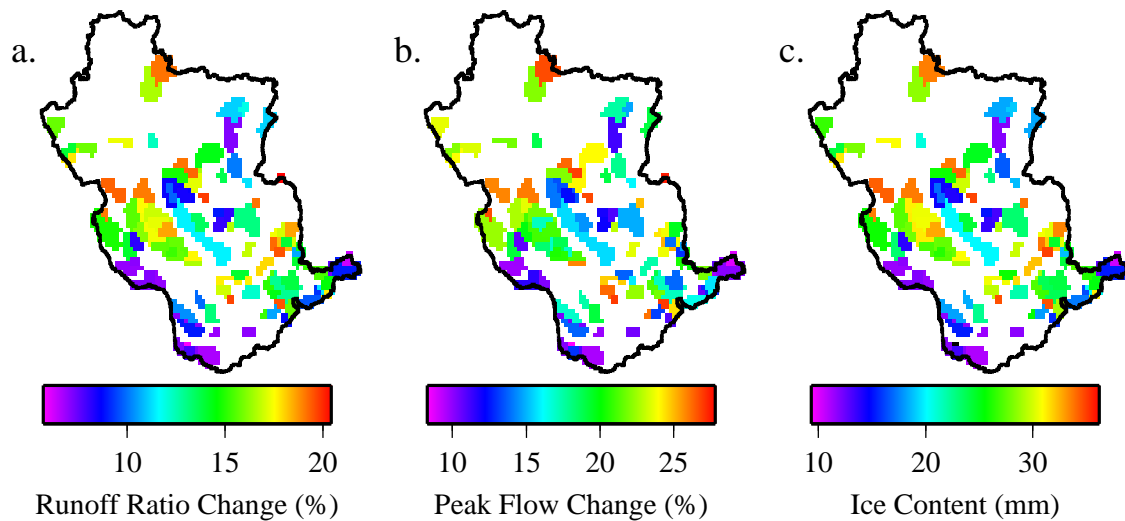 a. b. c.
10 15 20 10 15 20 25 10 20 30
Runoff Ratio Change (%) Peak Flow Change (%) Ice Content (mm)